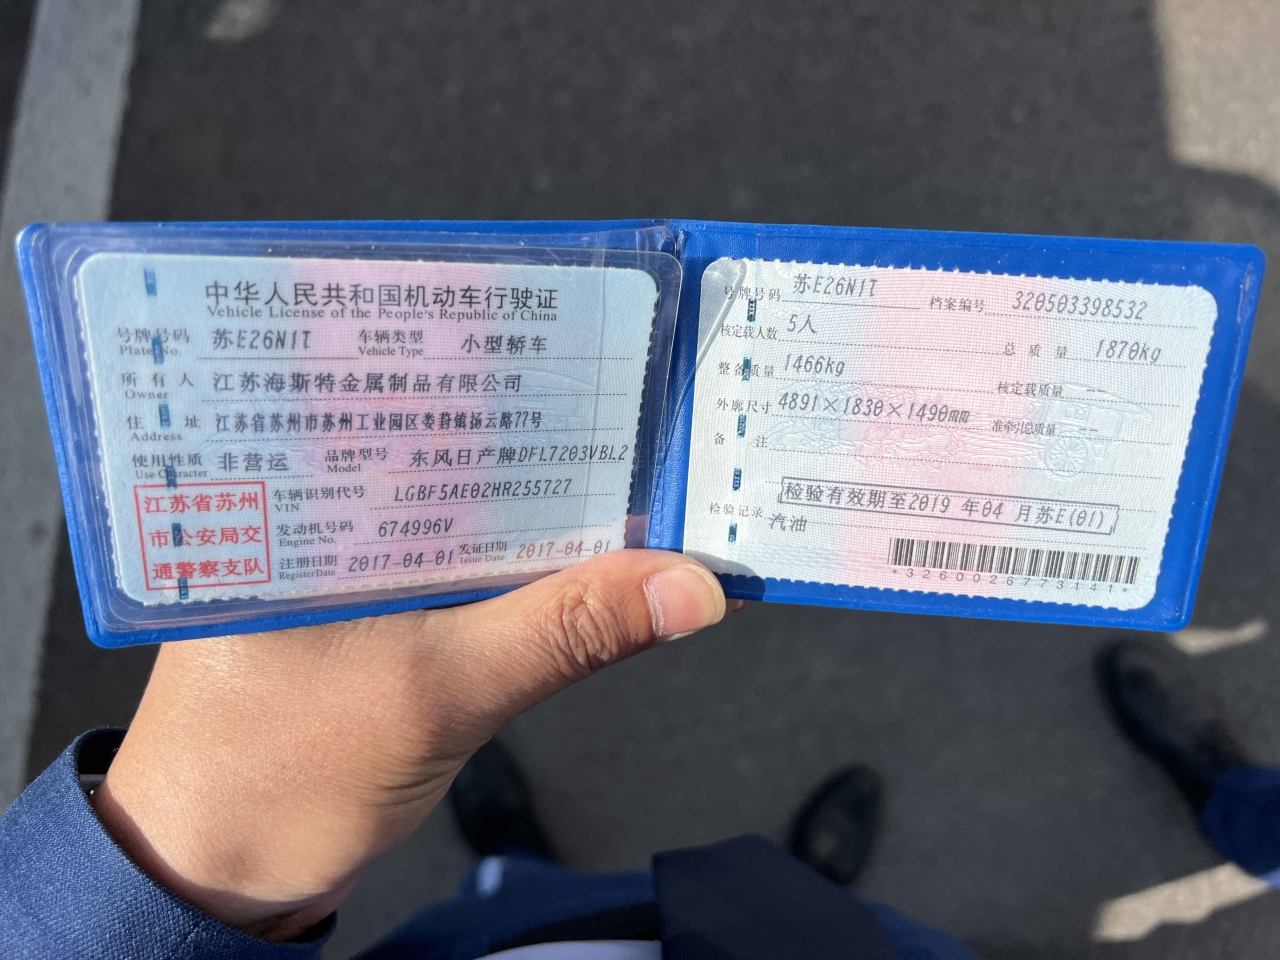 中华人民共和国机动车行驶证
Vehicle License of the People's Republic of China
号牌号码 苏E26N1T 车辆类型 小型轿车
Plate No. Vehicle Type
所有人 江苏海斯特金属制品有限公司
Owner
住址 江苏省苏州市苏州工业园区娄葑镇扬云路77号
Address
使用性质 非营运 品牌型号 东风日产牌DFL7203VBL2
Use Character Model
江苏省苏州
市公安局交
通警察支队
车辆识别代号 LGBF5AE02HR255727
VIN
发动机号码 674996V
Engine No.
注册日期 2017-04-01 发证日期 2017-04-01
Register Date Issue Date
号牌号码 苏E26N1T 档案编号 320503398532
核定载人数 5人 总质量 1870kg
整备质量 1466kg 核定载质量 --
外廓尺寸 4891×1830×1490mm 准牵引总质量 --
备注
检验有效期至2019 年04 月苏E(01)
检验记录 汽油
*3260026773141*